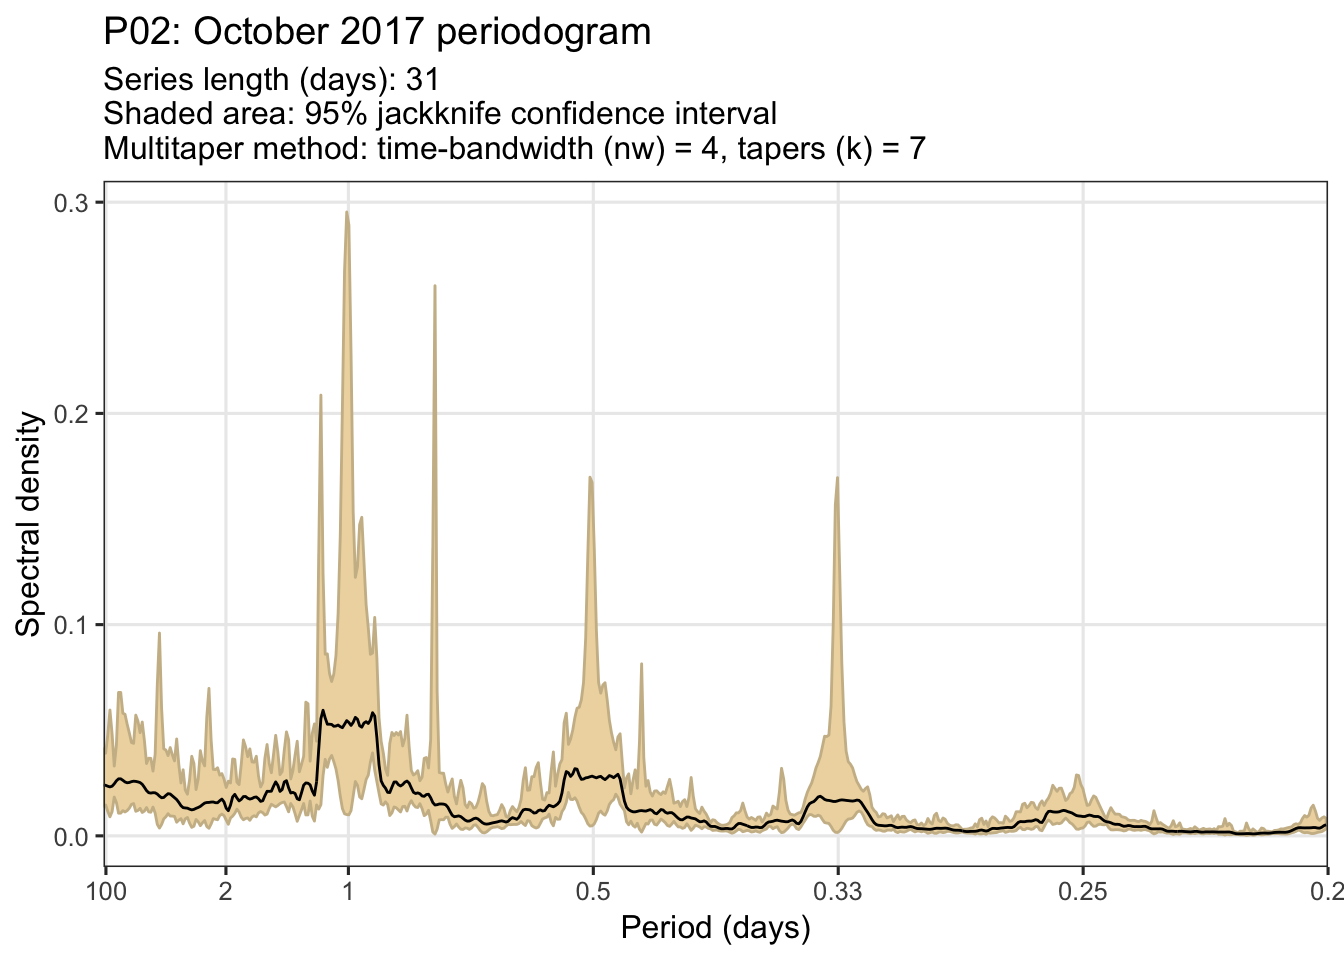 P02: October 2017 periodogram
Series length (days): 31
Shaded area: 95% jackknife confidence interval
Multitaper method: time-bandwidth (nw) = 4, tapers (k) = 7
0.3
0.2
0.1
0.0
Spectral density
100 2 1 0.5 0.33 0.25 0.2
Period (days)